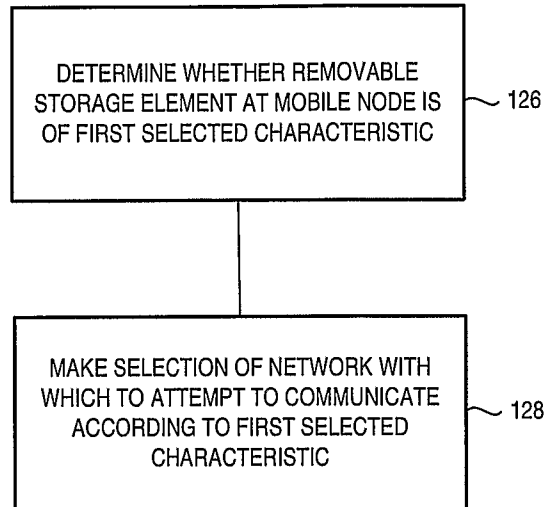 DETERMINE WHETHER REMOVABLE
STORAGE ELEMENT AT MOBILE NODE IS
OF FIRST SELECTED CHARACTERISTIC
126
MAKE SELECTION OF NETWORK WITH
WHICH TO ATTEMPT TO COMMUNICATE
ACCORDING TO FIRST SELECTED
CHARACTERISTIC
128